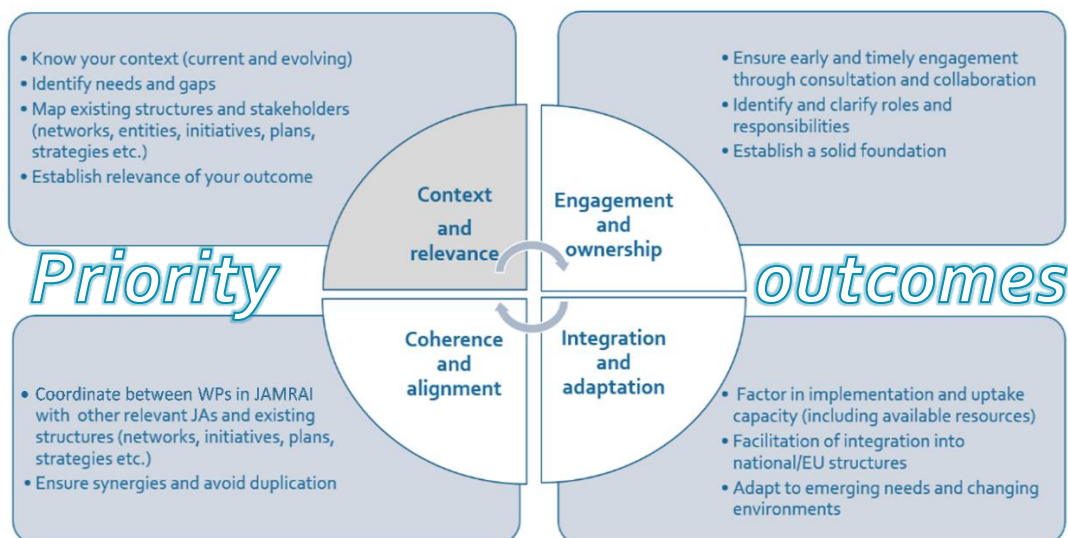 • Know your context (current and evolving)
• Identify needs and gaps
• Map existing structures and stakeholders
(networks, entities, initiatives, plans,
strategies etc.)
• Establish relevance of your outcome
• Ensure early and timely engagement
through consultation and collaboration
• Identify and clarify roles and
responsibilities
• Establish a solid foundation
Context
and
relevance
Engagement
and
ownership
Priority
outcomes
Coherence
and
alignment
Integration
and
adaptation
• Coordinate between WPs in JAMRAI
with other relevant JAs and existing
structures (networks, initiatives, plans,
strategies etc.)
• Ensure synergies and avoid duplication
• Factor in implementation and uptake
capacity (including available resources)
• Facilitation of integration into
national/EU structures
• Adapt to emerging needs and changing
environments